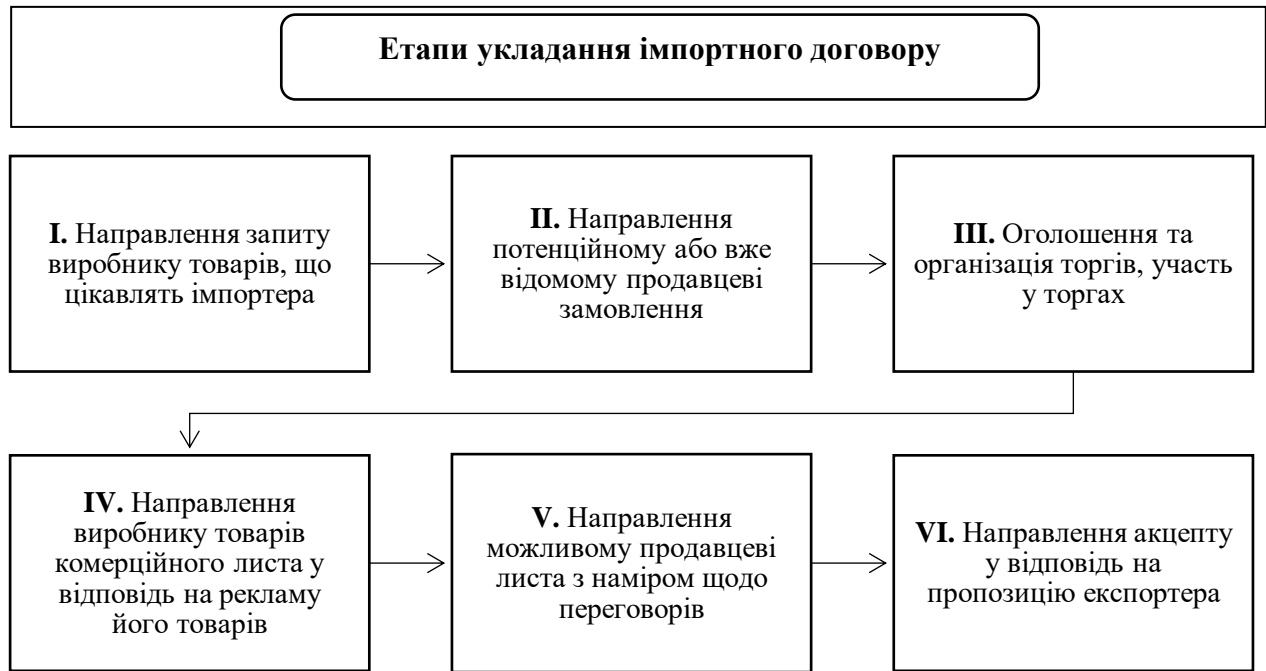 Етапи укладання імпортного договору
I. Направлення запиту
виробнику товарів, що
цікавлять імпортера
II. Направлення
потенційному або вже
відомому продавцеві
замовлення
III. Оголошення та
організація торгів, участь
у торгах
IV. Направлення
виробнику товарів
комерційного листа у
відповідь на рекламу
його товарів
V. Направлення
можливому продавцеві
листа з наміром щодо
переговорів
VI. Направлення акцепту
у відповідь на
пропозицію експортера